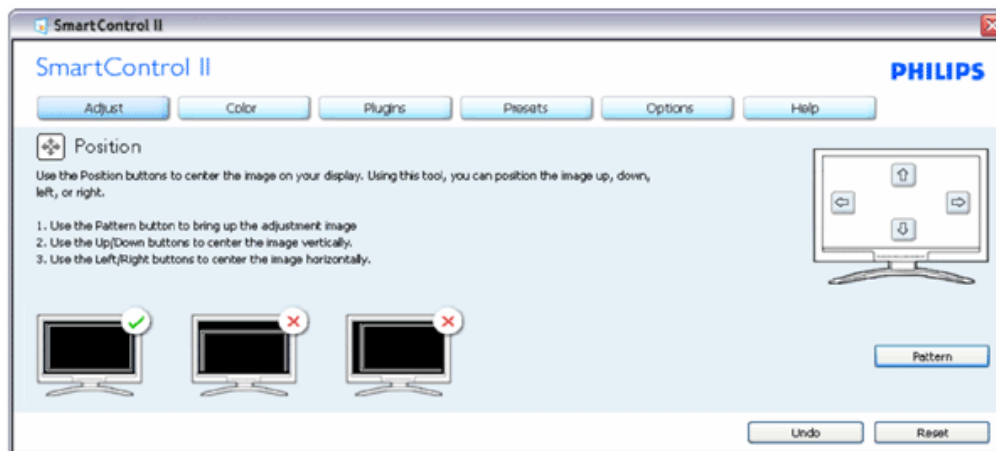 SmartControl II
SmartControl II
PHILIPS
Adjust Color Plugins Presets Options Help
Position
Use the Position buttons to center the image on your display. Using this tool, you can position the image up, down,
left, or right.
1. Use the Pattern button to bring up the adjustment image
2. Use the Up/Down buttons to center the image vertically.
3. Use the Left/Right buttons to center the image horizontally.
Pattern
Undo Reset